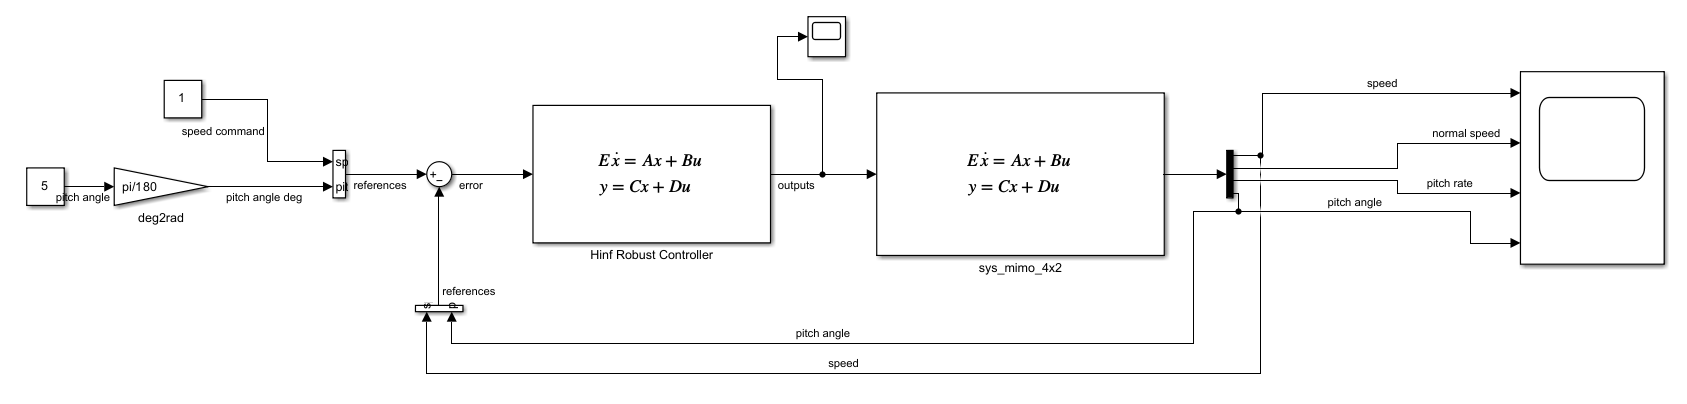 1
speed command
5
pitch angle
pi/180
deg2rad
pitch angle deg
sp
pit
references
+
−
error
Eẋ = Ax + Bu
y = Cx + Du
Hinf Robust Controller
outputs
Eẋ = Ax + Bu
y = Cx + Du
sys_mimo_4x2
speed
normal speed
pitch rate
pitch angle
references
s
p
pitch angle
speed